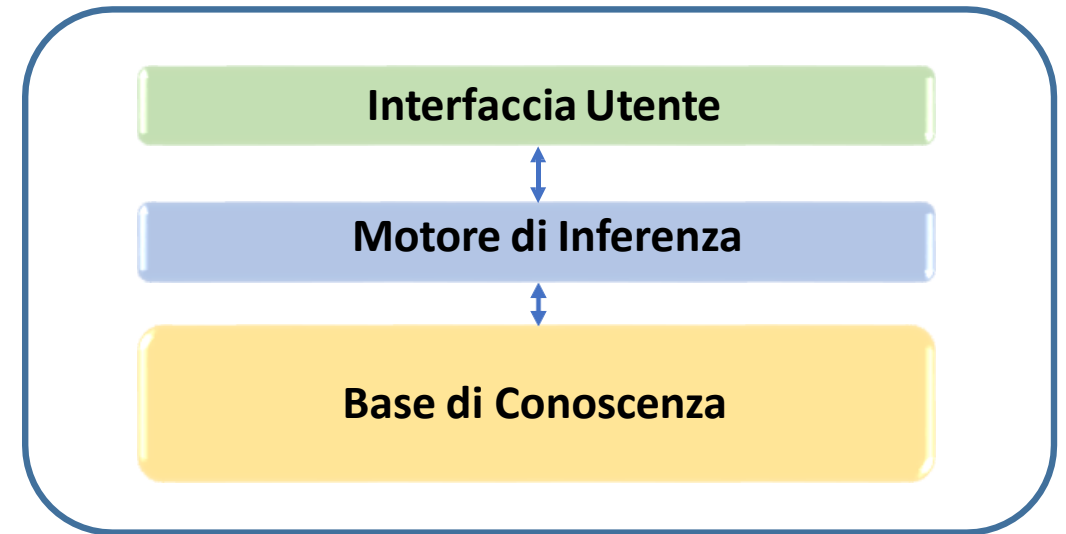 Interfaccia Utente
Motore di Inferenza
Base di Conoscenza